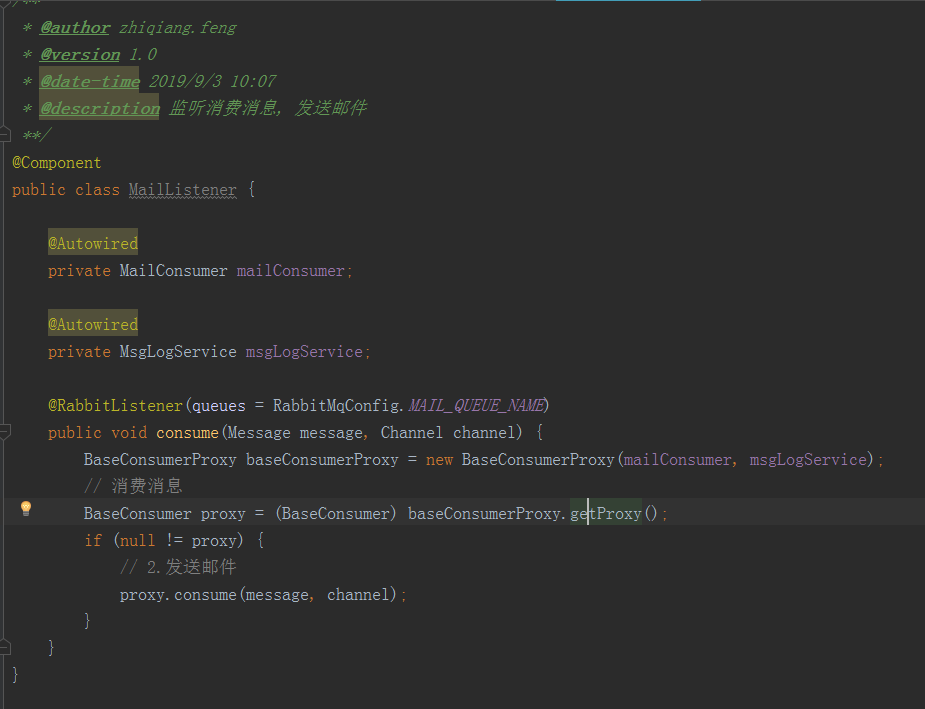 /**
* @author zhiqiang.feng
* @version 1.0
* @date-time 2019/9/3 10:07
* @description 监听消费消息, 发送邮件
**/
@Component
public class MailListener {
@Autowired
private MailConsumer mailConsumer;
@Autowired
private MsgLogService msgLogService;
@RabbitListener(queues = RabbitMqConfig.MAIL_QUEUE_NAME)
public void consume(Message message, Channel channel) {
BaseConsumerProxy baseConsumerProxy = new BaseConsumerProxy(mailConsumer, msgLogService);
// 消费消息
BaseConsumer proxy = (BaseConsumer) baseConsumerProxy.getProxy();
if (null != proxy) {
// 2.发送邮件
proxy.consume(message, channel);
}
}
}